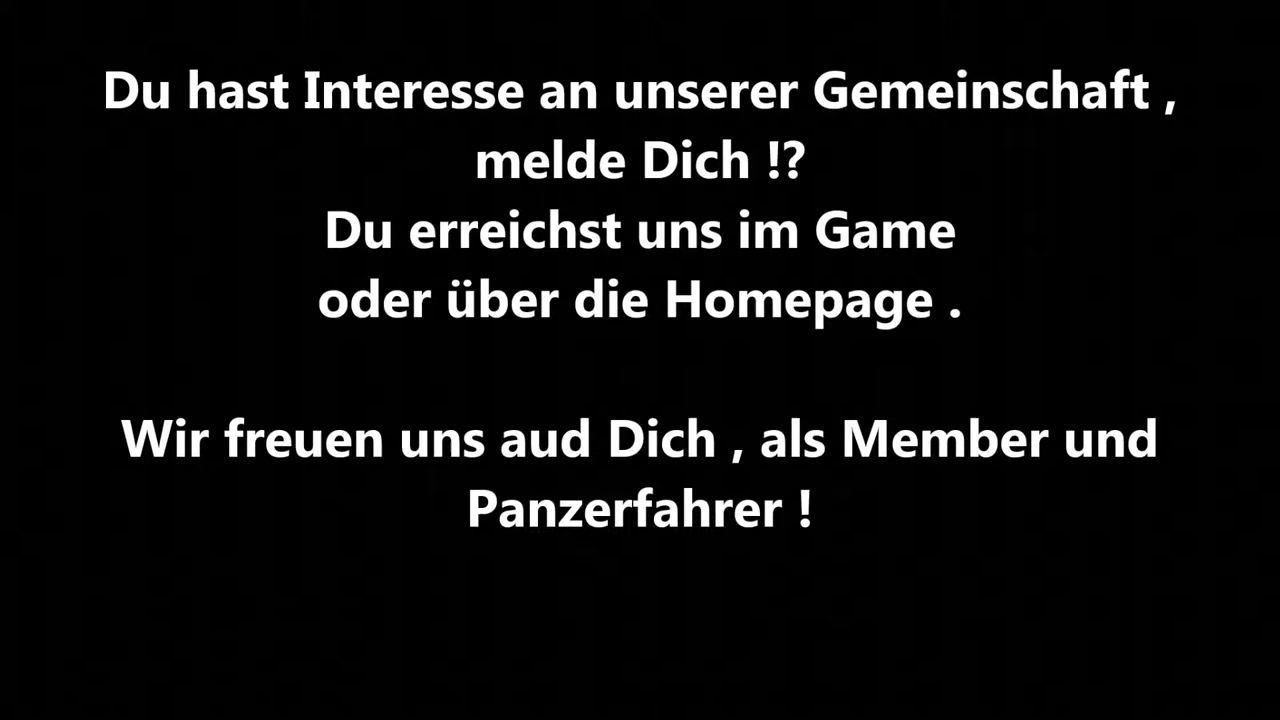 Du hast Interesse an unserer Gemeinschaft ,
melde Dich !?
Du erreichst uns im Game
oder über die Homepage .
Wir freuen uns aud Dich , als Member und
Panzerfahrer !